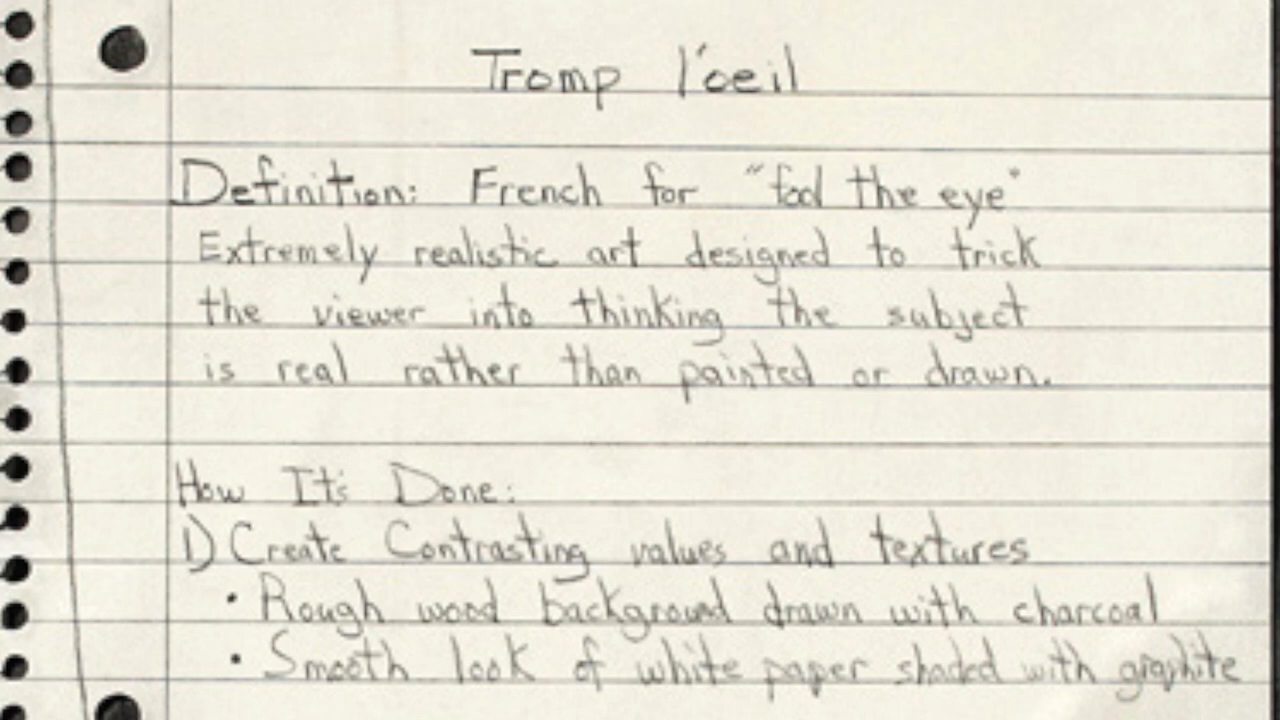 Tromp l'oeil
Definition: French for "fool the eye"
Extremely realistic art designed to trick
the viewer into thinking the subject
is real rather than painted or drawn.
How It's Done:
1) Create Contrasting values and textures
• Rough wood background drawn with charcoal
• Smooth look of white paper shaded with graphite